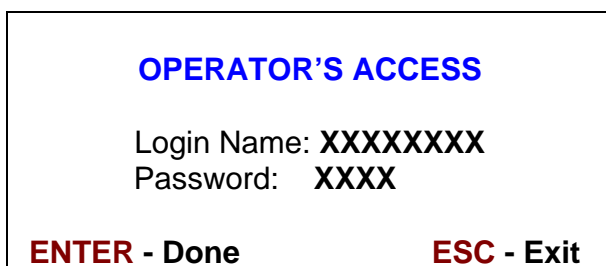 OPERATOR'S ACCESS
Login Name: XXXXXXXX
Password: XXXX
ENTER - Done ESC - Exit